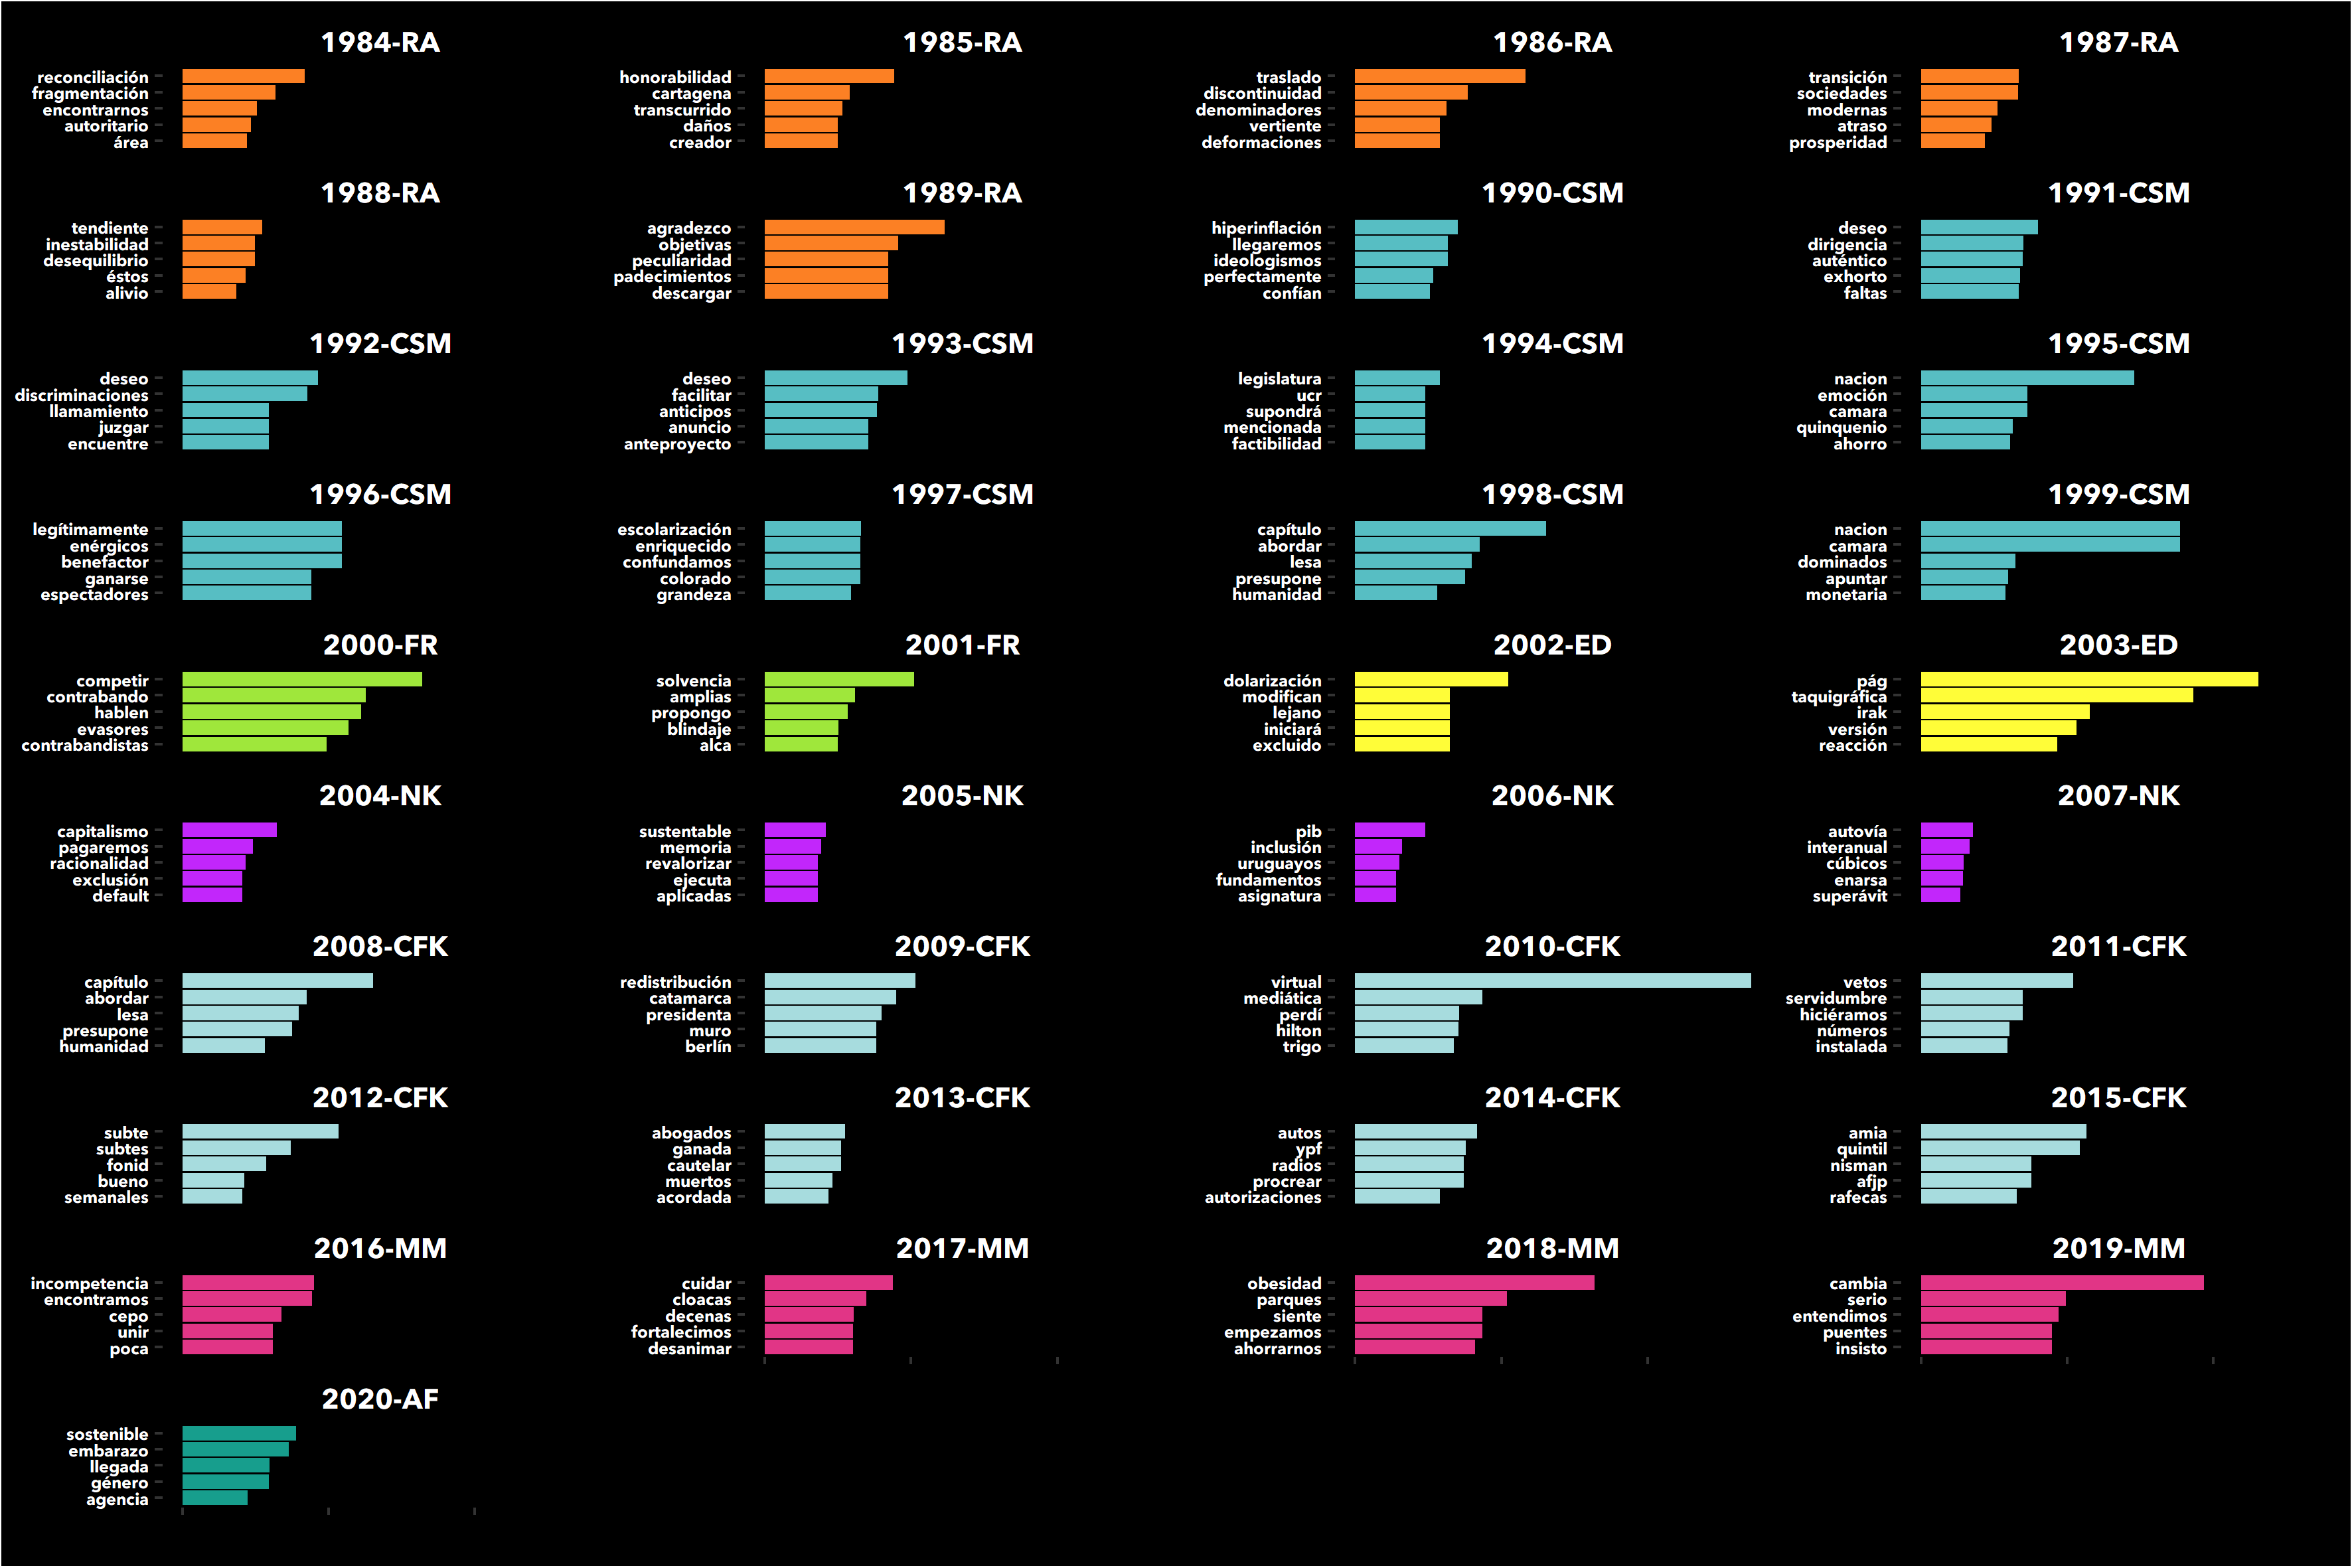 1984-RA
reconciliación
fragmentación
encontrarnos
autoritario
área
1985-RA
honorabilidad
cartagena
transcurrido
daños
creador
1986-RA
traslado
discontinuidad
denominadores
vertiente
deformaciones
1987-RA
transición
sociedades
modernas
atraso
prosperidad
1988-RA
tendiente
inestabilidad
desequilibrio
éstos
alivio
1989-RA
agradezco
objetivas
peculiaridad
padecimientos
descargar
1990-CSM
hiperinflación
llegaremos
ideologismos
perfectamente
confían
1991-CSM
deseo
dirigencia
auténtico
exhorto
faltas
1992-CSM
deseo
discriminaciones
llamamiento
juzgar
encuentre
1993-CSM
deseo
facilitar
anticipos
anuncio
anteproyecto
1994-CSM
legislatura
ucr
supondrá
mencionada
factibilidad
1995-CSM
nacion
emoción
camara
quinquenio
ahorro
1996-CSM
legítimamente
enérgicos
benefactor
ganarse
espectadores
1997-CSM
escolarización
enriquecido
confundamos
colorado
grandeza
1998-CSM
capítulo
abordar
lesa
presupone
humanidad
1999-CSM
nacion
camara
dominados
apuntar
monetaria
2000-FR
competir
contrabando
hablen
evasores
contrabandistas
2001-FR
solvencia
amplias
propongo
blindaje
alca
2002-ED
dolarización
modifican
lejano
iniciará
excluido
2003-ED
pág
taquigráfica
irak
versión
reacción
2004-NK
capitalismo
pagaremos
racionalidad
exclusión
default
2005-NK
sustentable
memoria
revalorizar
ejecuta
aplicadas
2006-NK
pib
inclusión
uruguayos
fundamentos
asignatura
2007-NK
autovía
interanual
cúbicos
enarsa
superávit
2008-CFK
capítulo
abordar
lesa
presupone
humanidad
2009-CFK
redistribución
catamarca
presidenta
muro
berlín
2010-CFK
virtual
mediática
perdí
hilton
trigo
2011-CFK
vetos
servidumbre
hiciéramos
números
instalada
2012-CFK
subte
subtes
fonid
bueno
semanales
2013-CFK
abogados
ganada
cautelar
muertos
acordada
2014-CFK
autos
ypf
radios
procrear
autorizaciones
2015-CFK
amia
quintil
nisman
afjp
rafecas
2016-MM
incompetencia
encontramos
cepo
unir
poca
2017-MM
cuidar
cloacas
decenas
fortalecimos
desanimar
2018-MM
obesidad
parques
siente
empezamos
ahorrarnos
2019-MM
cambia
serio
entendimos
puentes
insisto
2020-AF
sostenible
embarazo
llegada
género
agencia